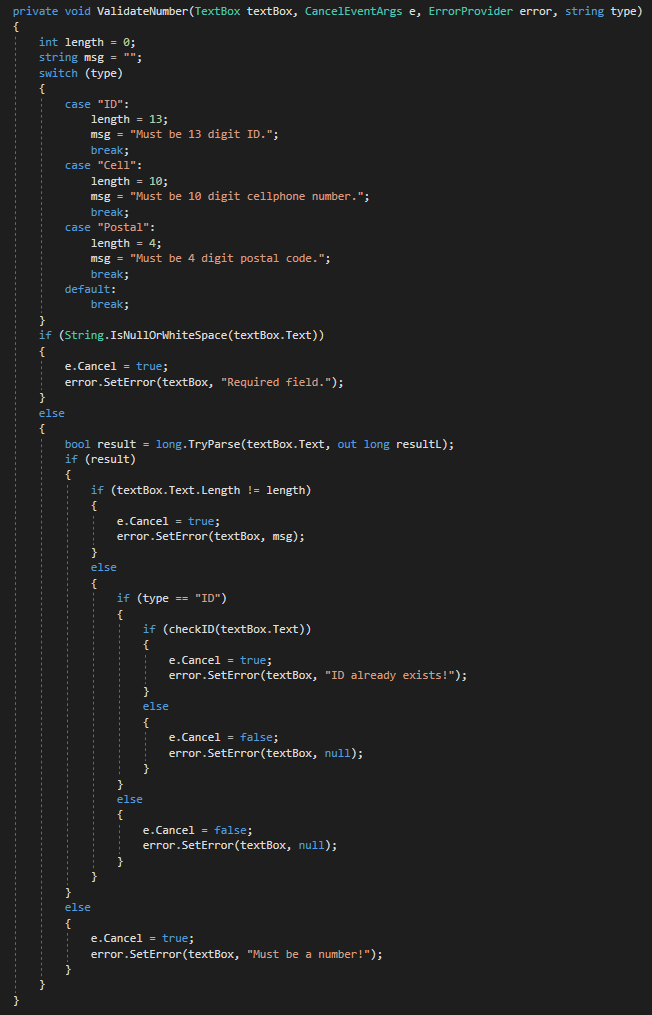 private void ValidateNumber(TextBox textBox, CancelEventArgs e, ErrorProvider error, string type)
{
    int length = 0;
    string msg = "";
    switch (type)
    {
        case "ID":
            length = 13;
            msg = "Must be 13 digit ID.";
            break;
        case "Cell":
            length = 10;
            msg = "Must be 10 digit cellphone number.";
            break;
        case "Postal":
            length = 4;
            msg = "Must be 4 digit postal code.";
            break;
        default:
            break;
    }
    if (String.IsNullOrWhiteSpace(textBox.Text))
    {
        e.Cancel = true;
        error.SetError(textBox, "Required field.");
    }
    else
    {
        bool result = long.TryParse(textBox.Text, out long resultL);
        if (result)
        {
            if (textBox.Text.Length != length)
            {
                e.Cancel = true;
                error.SetError(textBox, msg);
            }
            else
            {
                if (type == "ID")
                {
                    if (checkID(textBox.Text))
                    {
                        e.Cancel = true;
                        error.SetError(textBox, "ID already exists!");
                    }
                    else
                    {
                        e.Cancel = false;
                        error.SetError(textBox, null);
                    }
                }
                else
                {
                    e.Cancel = false;
                    error.SetError(textBox, null);
                }
            }
        }
        else
        {
            e.Cancel = true;
            error.SetError(textBox, "Must be a number!");
        }
    }
}